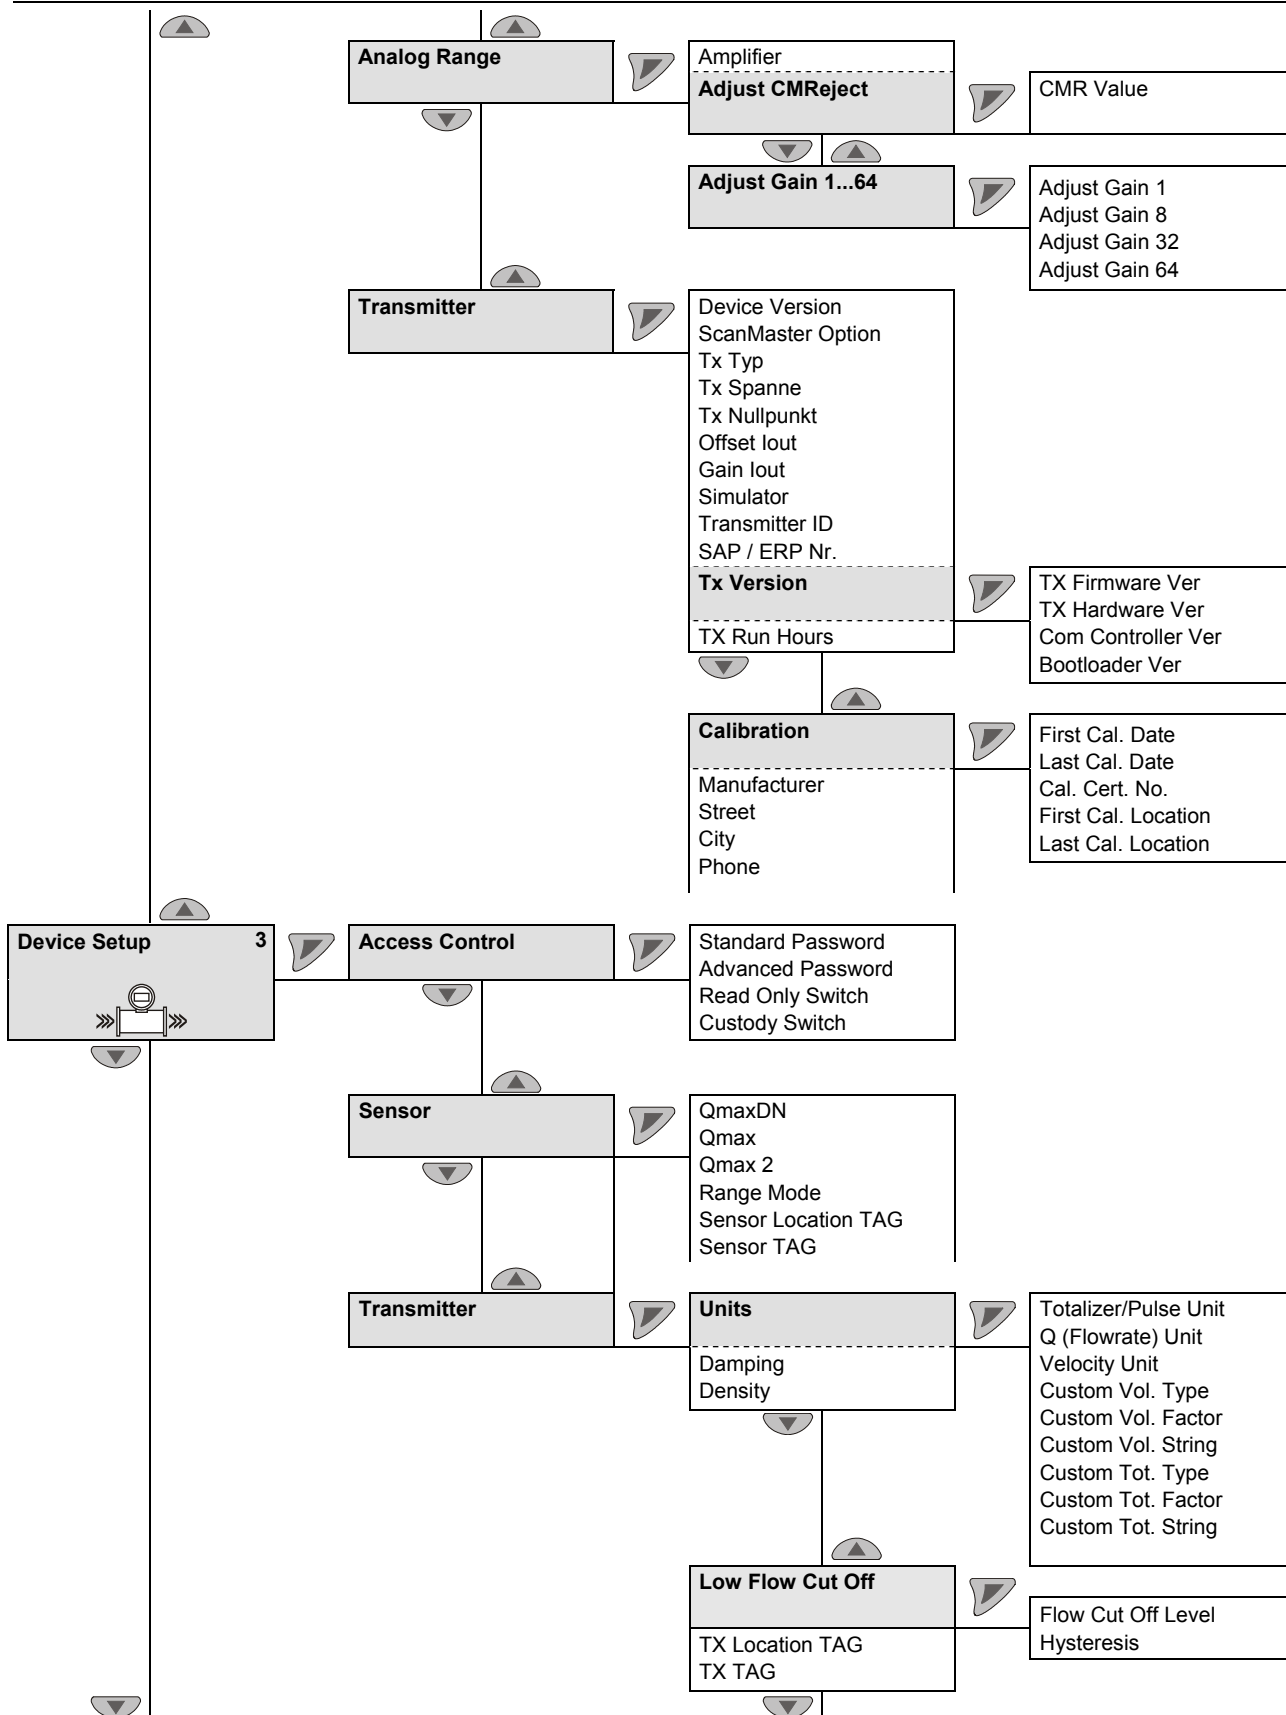 Analog Range
Amplifier
Adjust CMReject
CMR Value
Adjust Gain 1...64
Adjust Gain 1
Adjust Gain 8
Adjust Gain 32
Adjust Gain 64
Transmitter
Device Version
ScanMaster Option
Tx Typ
Tx Spanne
Tx Nullpunkt
Offset Iout
Gain Iout
Simulator
Transmitter ID
SAP / ERP Nr.
Tx Version
TX Run Hours
TX Firmware Ver
TX Hardware Ver
Com Controller Ver
Bootloader Ver
Calibration
Manufacturer
Street
City
Phone
First Cal. Date
Last Cal. Date
Cal. Cert. No.
First Cal. Location
Last Cal. Location
Device Setup 3
Access Control
Standard Password
Advanced Password
Read Only Switch
Custody Switch
Sensor
QmaxDN
Qmax
Qmax 2
Range Mode
Sensor Location TAG
Sensor TAG
Transmitter
Units
Damping
Density
Totalizer/Pulse Unit
Q (Flowrate) Unit
Velocity Unit
Custom Vol. Type
Custom Vol. Factor
Custom Vol. String
Custom Tot. Type
Custom Tot. Factor
Custom Tot. String
Low Flow Cut Off
TX Location TAG
TX TAG
Flow Cut Off Level
Hysteresis